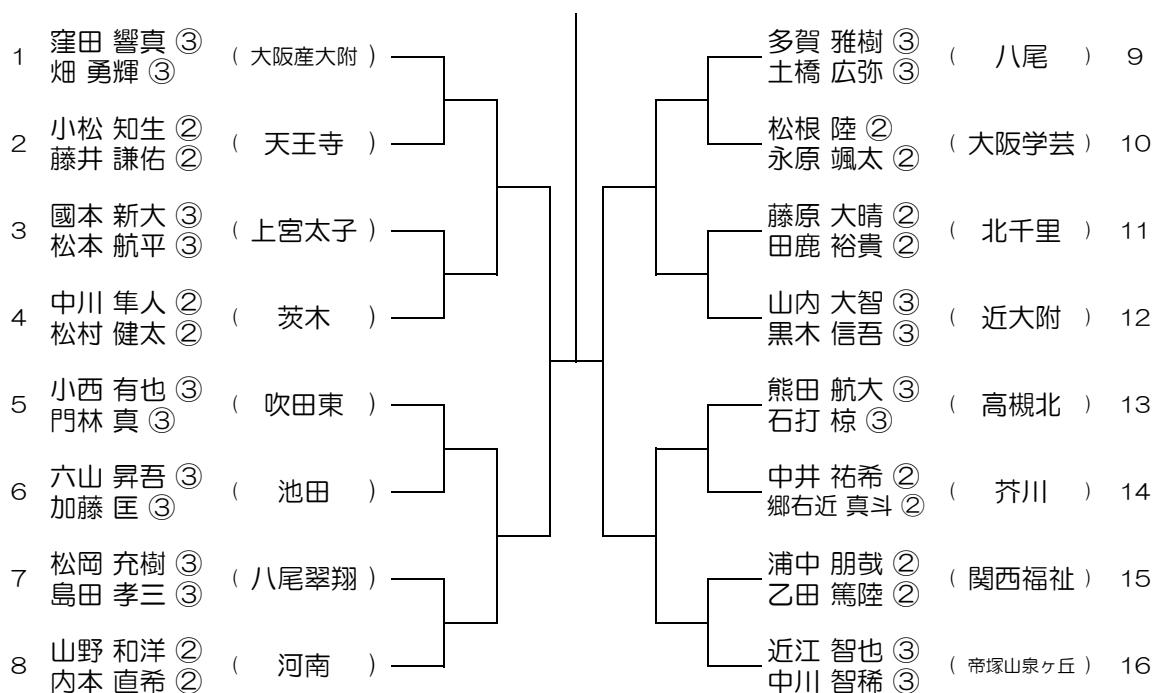 1 窪田 響真 ③ ( 大阪産大附 )
畑 勇輝 ③
2 小松 知生 ② ( 天王寺 )
藤井 謙佑 ②
3 國本 新大 ③ ( 上宮太子 )
松本 航平 ③
4 中川 隼人 ② ( 茨木 )
松村 健太 ②
5 小西 有也 ③ ( 吹田東 )
門林 真 ③
6 六山 昇吾 ③ ( 池田 )
加藤 匡 ③
7 松岡 充樹 ③ ( 八尾翠翔 )
島田 孝三 ③
8 山野 和洋 ② ( 河南 )
内本 直希 ②
多賀 雅樹 ③ ( 八尾 ) 9
土橋 広弥 ③
松根 陸 ② ( 大阪学芸 ) 10
永原 颯太 ②
藤原 大晴 ② ( 北千里 ) 11
田鹿 裕貴 ②
山内 大智 ③ ( 近大附 ) 12
黒木 信吾 ③
熊田 航大 ③ ( 高槻北 ) 13
石打 椋 ③
中井 祐希 ② ( 芥川 ) 14
郷右近 真斗 ②
浦中 朋哉 ② ( 関西福祉 ) 15
乙田 篤陸 ②
近江 智也 ③ ( 帝塚山泉ヶ丘 ) 16
中川 智稀 ③